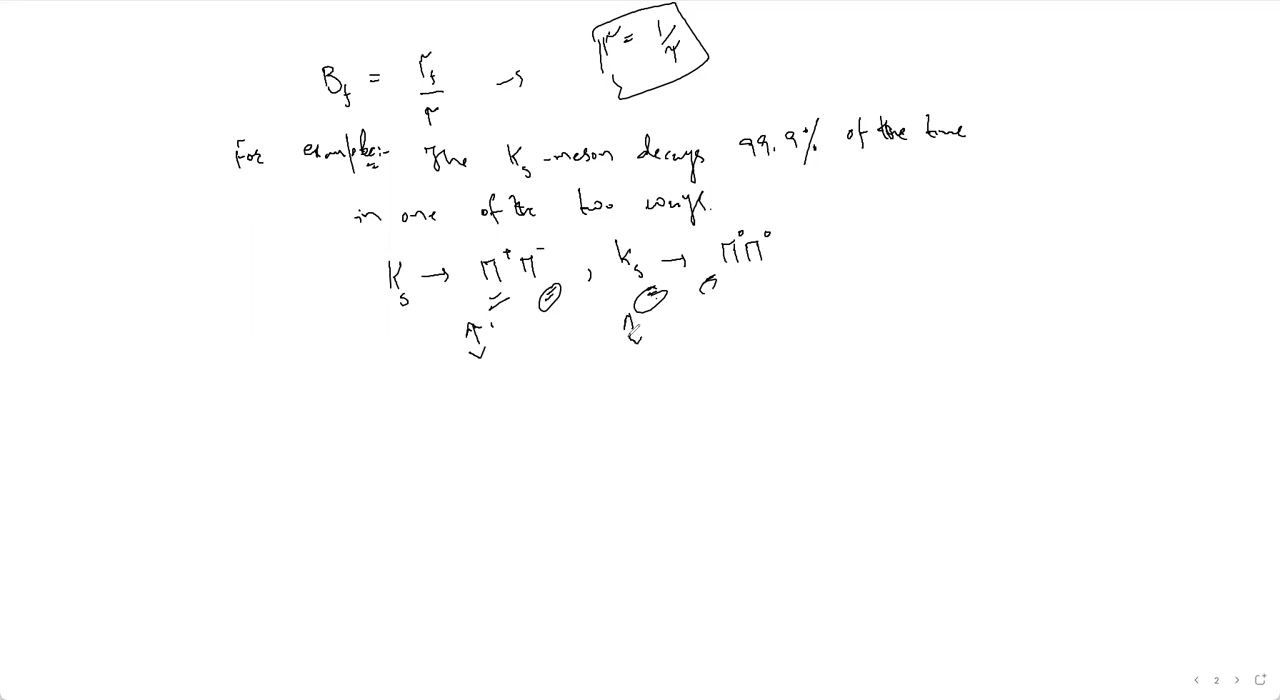 B_f = Γ_f / Γ → Γ = 1/τ
For example:- The K_s-meson decays 99.9% of the time
in one of the two ways.
K_s → π⁺π⁻ , K_s → π⁰π⁰
2